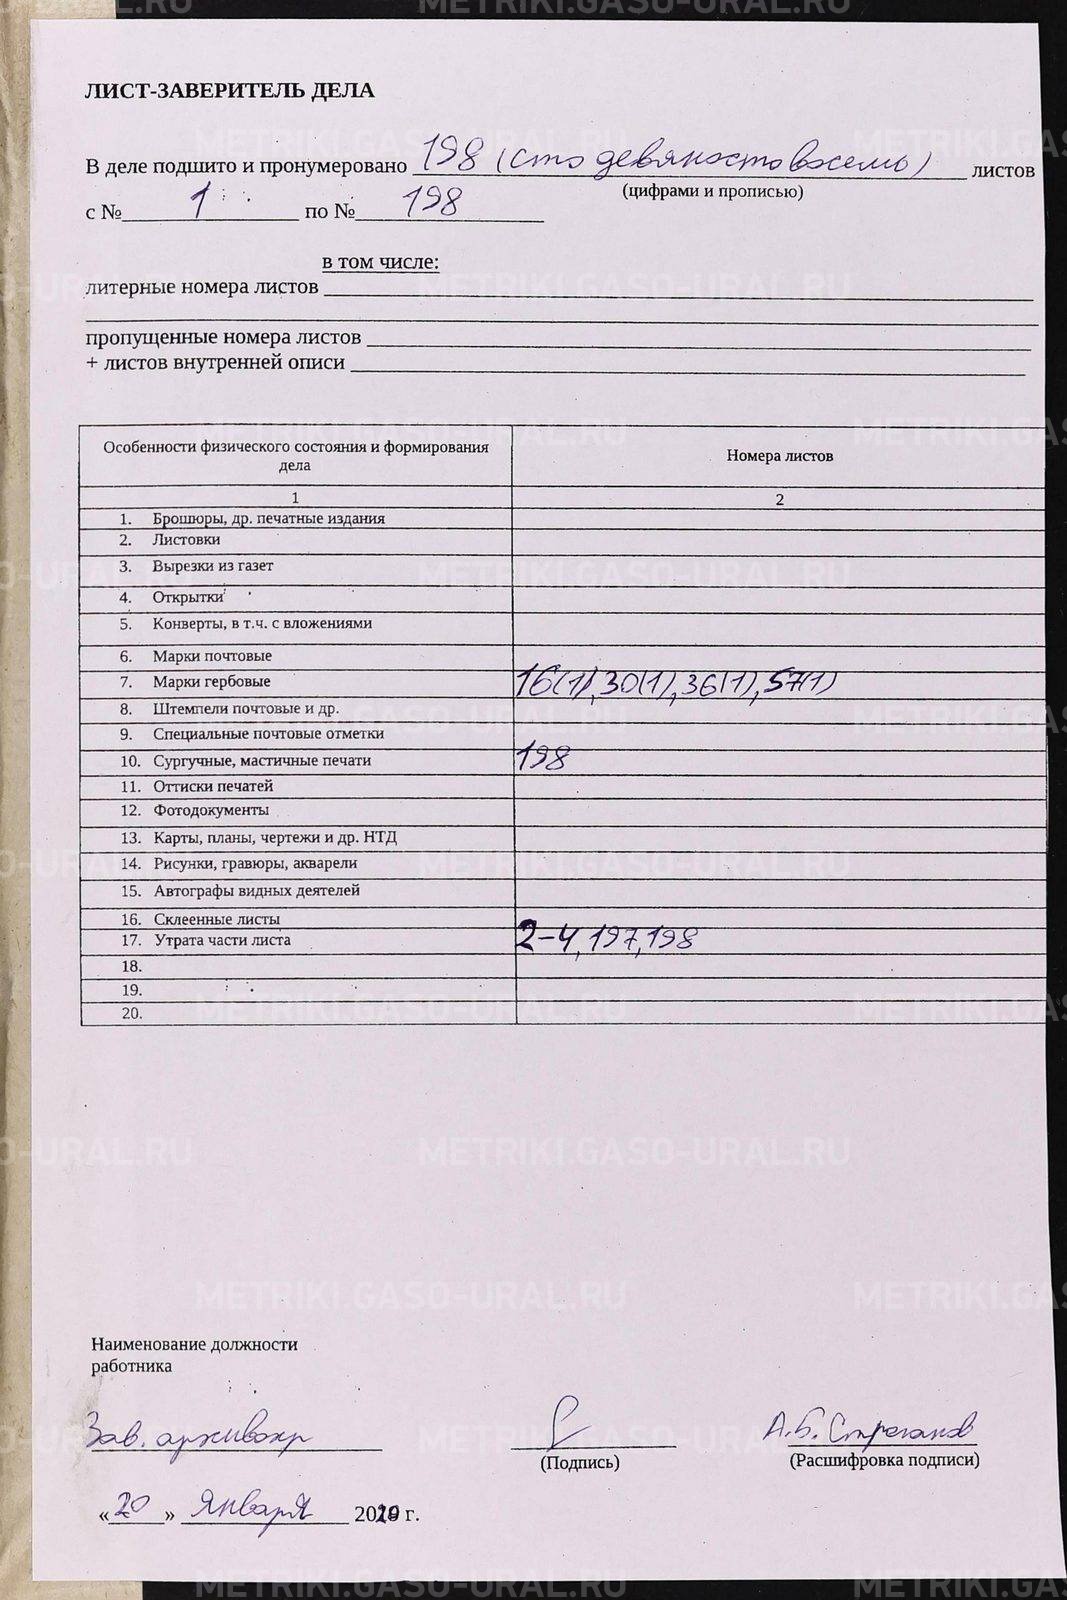 ЛИСТ-ЗАВЕРИТЕЛЬ ДЕЛА
В деле подшито и пронумеровано 198 (сто девяносто восемь) листов
(цифрами и прописью)
с № 1 по № 198
в том числе:
литерные номера листов
пропущенные номера листов
+ листов внутренней описи
Особенности физического состояния и формирования дела
Номера листов
1 2
1. Брошюры, др. печатные издания
2. Листовки
3. Вырезки из газет
4. Открытки
5. Конверты, в т.ч. с вложениями
6. Марки почтовые
7. Марки гербовые 16(1), 30(1), 36(1), 57(1)
8. Штемпели почтовые и др.
9. Специальные почтовые отметки
10. Сургучные, мастичные печати 198
11. Оттиски печатей
12. Фотодокументы
13. Карты, планы, чертежи и др. НТД
14. Рисунки, гравюры, акварели
15. Автографы видных деятелей
16. Склеенные листы
17. Утрата части листа 2-4, 197, 198
18.
19.
20.
Наименование должности
работника
Зав. архивохр А.Б. Строганов
(Подпись) (Расшифровка подписи)
«20» Января 2020 г.
METRIKI.GASO-URAL.RU